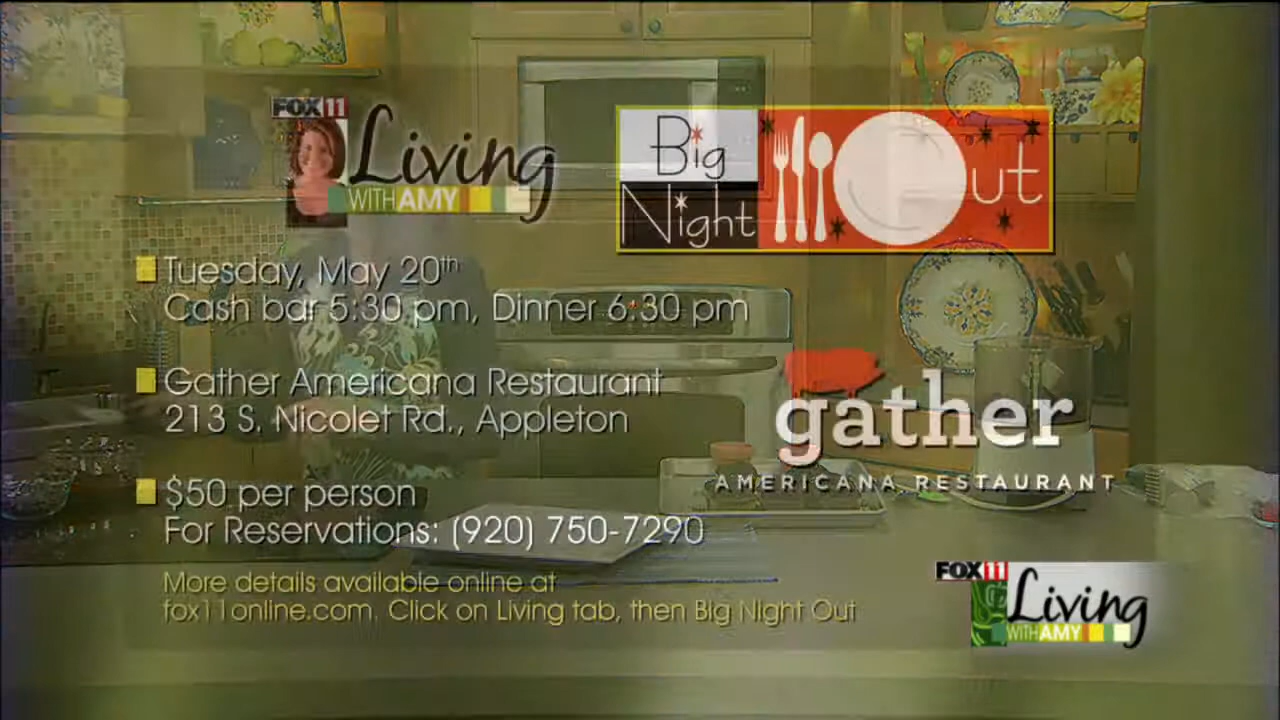 FOX 11
Living
WITH AMY
Big
Night
Out
Tuesday, May 20th
Cash bar 5:30 pm, Dinner 6:30 pm
Gather Americana Restaurant
213 S. Nicolet Rd., Appleton
gather
AMERICANA RESTAURANT
$50 per person
For Reservations: (920) 750-7290
More details available online at
fox11online.com. Click on Living tab, then Big Night Out
FOX 11
Living
WITH AMY